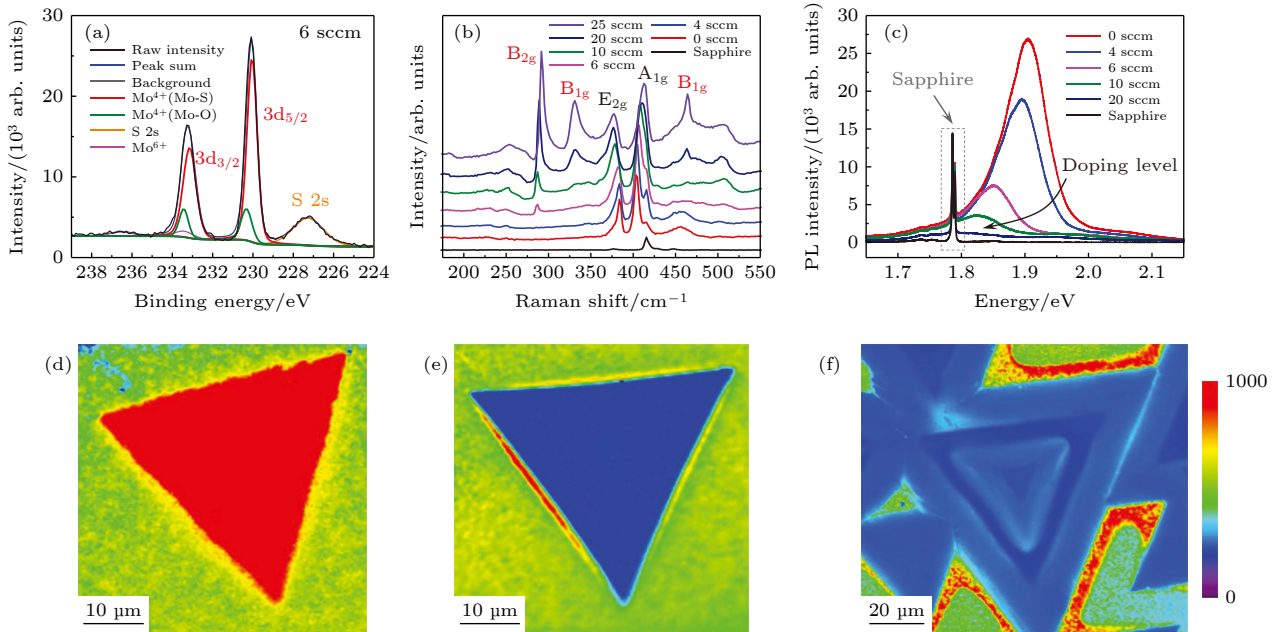 (a)
6 sccm
Raw intensity
Peak sum
Background
Mo⁴⁺(Mo-S)
Mo⁴⁺(Mo-O)
S 2s
Mo⁶⁺
3d₅/₂
3d₃/₂
S 2s
30
20
10
0
Intensity/(10³ arb. units)
238 236 234 232 230 228 226 224
Binding energy/eV
(b)
25 sccm
20 sccm
10 sccm
6 sccm
4 sccm
0 sccm
Sapphire
B₂g
B₁g
E₂g
A₁g
B₁g
Intensity/arb. units
200 250 300 350 400 450 500 550
Raman shift/cm⁻¹
(c)
0 sccm
4 sccm
6 sccm
10 sccm
20 sccm
Sapphire
Sapphire
Doping level
30
25
20
15
10
5
0
PL intensity/(10³ arb. units)
1.7 1.8 1.9 2.0 2.1
Energy/eV
(d)
10 µm
(e)
10 µm
(f)
20 µm
1000
0